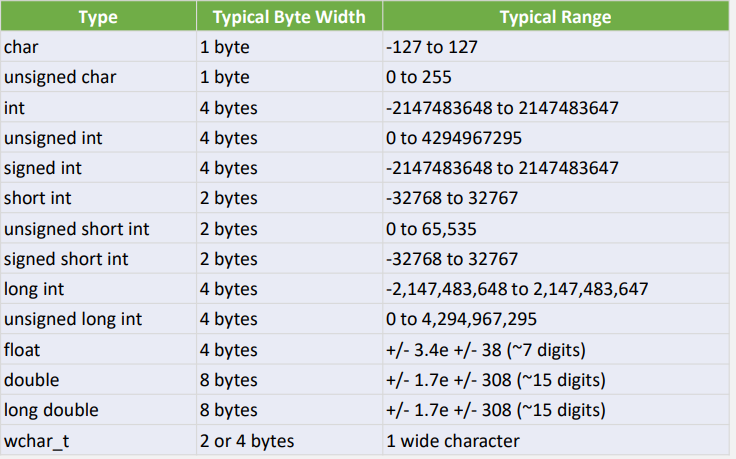 Type Typical Byte Width Typical Range
char 1 byte -127 to 127
unsigned char 1 byte 0 to 255
int 4 bytes -2147483648 to 2147483647
unsigned int 4 bytes 0 to 4294967295
signed int 4 bytes -2147483648 to 2147483647
short int 2 bytes -32768 to 32767
unsigned short int 2 bytes 0 to 65,535
signed short int 2 bytes -32768 to 32767
long int 4 bytes -2,147,483,648 to 2,147,483,647
unsigned long int 4 bytes 0 to 4,294,967,295
float 4 bytes +/- 3.4e +/- 38 (~7 digits)
double 8 bytes +/- 1.7e +/- 308 (~15 digits)
long double 8 bytes +/- 1.7e +/- 308 (~15 digits)
wchar_t 2 or 4 bytes 1 wide character